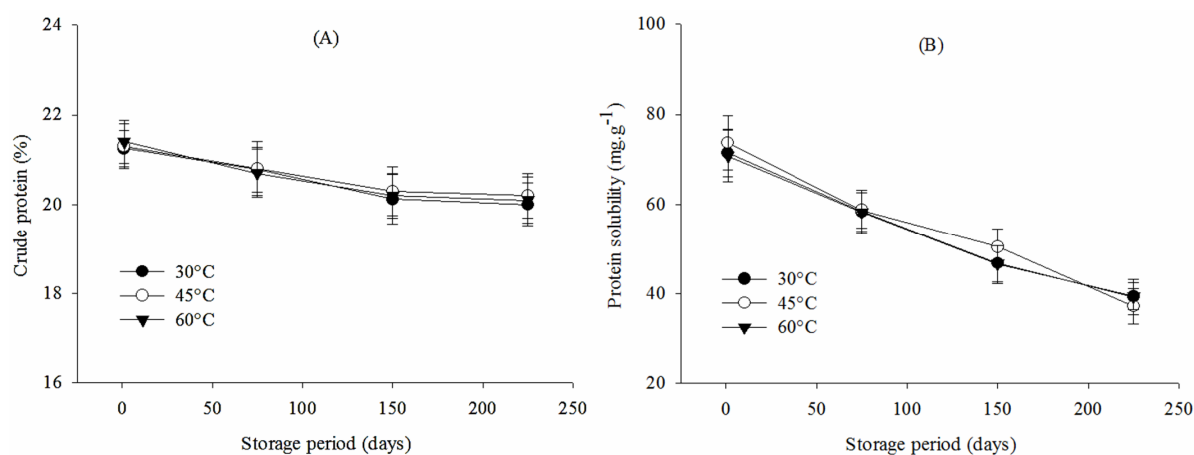 (A)
Crude protein (%)
24
22
20
18
16
30°C
45°C
60°C
0 50 100 150 200 250
Storage period (days)
(B)
Protein solubility (mg.g⁻¹)
100
80
60
40
20
30°C
45°C
60°C
0 50 100 150 200 250
Storage period (days)